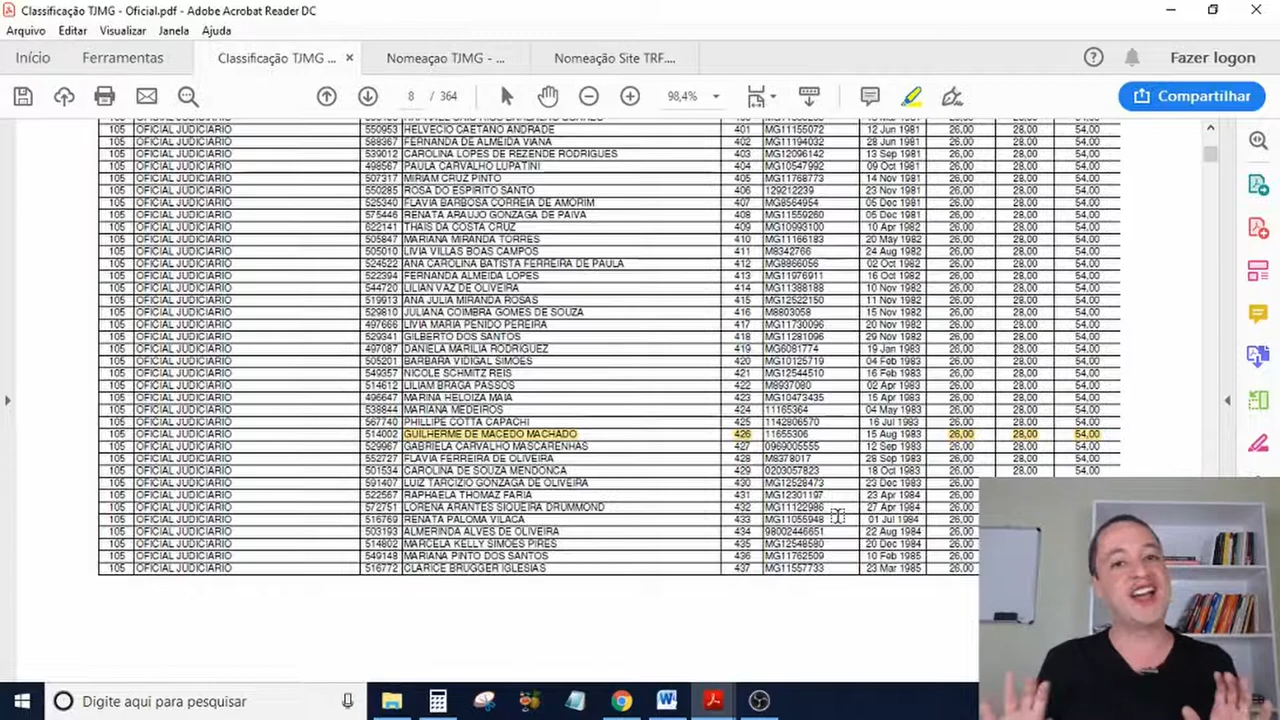 Classificação TJMG - Oficial.pdf - Adobe Acrobat Reader DC
Arquivo Editar Visualizar Janela Ajuda
Início Ferramentas Classificação TJMG ... Nomeaçao TJMG - ... Nomeação Site TRF.... Fazer logon
8 / 364 98,4% Compartilhar
105 OFICIAL JUDICIARIO 550953 HELVECIO CAETANO ANDRADE 401 MG11155072 12 Jun 1981 26,00 28,00 54,00
105 OFICIAL JUDICIARIO 588367 FERNANDA DE ALMEIDA VIANA 402 MG11194032 28 Jun 1981 26,00 28,00 54,00
105 OFICIAL JUDICIARIO 539012 CAROLINA LOPES DE REZENDE RODRIGUES 403 MG12096142 13 Sep 1981 26,00 28,00 54,00
105 OFICIAL JUDICIARIO 498567 PAULA CARVALHO LUPATINI 404 MG10547992 09 Oct 1981 26,00 28,00 54,00
105 OFICIAL JUDICIARIO 507317 MIRIAM CRUZ PINTO 405 MG11768773 14 Nov 1981 26,00 28,00 54,00
105 OFICIAL JUDICIARIO 550285 ROSA DO ESPIRITO SANTO 406 129212239 23 Nov 1981 26,00 28,00 54,00
105 OFICIAL JUDICIARIO 525340 FLAVIA BARBOSA CORREIA DE AMORIM 407 MG8564954 05 Dec 1981 26,00 28,00 54,00
105 OFICIAL JUDICIARIO 575446 RENATA ARAUJO GONZAGA DE PAIVA 408 MG11559260 05 Dec 1981 26,00 28,00 54,00
105 OFICIAL JUDICIARIO 622141 THAIS DA COSTA CRUZ 409 MG10993100 10 Apr 1982 26,00 28,00 54,00
105 OFICIAL JUDICIARIO 505847 MARIANA MIRANDA TORRES 410 MG11166183 20 May 1982 26,00 28,00 54,00
105 OFICIAL JUDICIARIO 505010 LIVIA VILLAS BOAS CAMPOS 411 M8342766 24 Aug 1982 26,00 28,00 54,00
105 OFICIAL JUDICIARIO 524522 ANA CAROLINA BATISTA FERREIRA DE PAULA 412 MG8866056 02 Oct 1982 26,00 28,00 54,00
105 OFICIAL JUDICIARIO 522394 FERNANDA ALMEIDA LOPES 413 MG11976911 16 Oct 1982 26,00 28,00 54,00
105 OFICIAL JUDICIARIO 544720 LILIAN VAZ DE OLIVEIRA 414 MG11388188 10 Nov 1982 26,00 28,00 54,00
105 OFICIAL JUDICIARIO 519913 ANA JULIA MIRANDA ROSAS 415 MG12522150 11 Nov 1982 26,00 28,00 54,00
105 OFICIAL JUDICIARIO 529810 JULIANA COIMBRA GOMES DE SOUZA 416 M8803058 15 Nov 1982 26,00 28,00 54,00
105 OFICIAL JUDICIARIO 497666 LIVIA MARIA PENIDO PEREIRA 417 MG11730096 20 Nov 1982 26,00 28,00 54,00
105 OFICIAL JUDICIARIO 529341 GILBERTO DOS SANTOS 418 MG11281096 29 Nov 1982 26,00 28,00 54,00
105 OFICIAL JUDICIARIO 497087 DANIELA MARILIA RODRIGUEZ 419 MG6081774 19 Jan 1983 26,00 28,00 54,00
105 OFICIAL JUDICIARIO 505201 BARBARA VIDIGAL SIMOES 420 MG10125719 04 Feb 1983 26,00 28,00 54,00
105 OFICIAL JUDICIARIO 549357 NICOLE SCHMITZ REIS 421 MG12544510 16 Feb 1983 26,00 28,00 54,00
105 OFICIAL JUDICIARIO 514612 LILIAM BRAGA PASSOS 422 M8937080 02 Apr 1983 26,00 28,00 54,00
105 OFICIAL JUDICIARIO 496647 MARINA HELOIZA MAIA 423 MG10473435 15 Apr 1983 26,00 28,00 54,00
105 OFICIAL JUDICIARIO 538844 MARIANA MEDEIROS 424 11165364 04 May 1983 26,00 28,00 54,00
105 OFICIAL JUDICIARIO 567740 PHILLIPE COTTA CAPACHI 425 1142806570 16 Jul 1983 26,00 28,00 54,00
105 OFICIAL JUDICIARIO 514002 GUILHERME DE MACEDO MACHADO 426 11655306 15 Aug 1983 26,00 28,00 54,00
105 OFICIAL JUDICIARIO 529967 GABRIELA CARVALHO MASCARENHAS 427 0969005555 12 Sep 1983 26,00 28,00 54,00
105 OFICIAL JUDICIARIO 552727 FLAVIA FERREIRA DE OLIVEIRA 428 M8378017 28 Sep 1983 26,00 28,00 54,00
105 OFICIAL JUDICIARIO 501534 CAROLINA DE SOUZA MENDONCA 429 0203057823 18 Oct 1983 26,00 28,00 54,00
105 OFICIAL JUDICIARIO 591407 LUIZ TARCIZIO GONZAGA DE OLIVEIRA 430 MG12528473 23 Dec 1983 26,00
105 OFICIAL JUDICIARIO 522567 RAPHAELA THOMAZ FARIA 431 MG12301197 23 Apr 1984 26,00
105 OFICIAL JUDICIARIO 572751 LORENA ARANTES SIQUEIRA DRUMMOND 432 MG11122986 27 Apr 1984 26,00
105 OFICIAL JUDICIARIO 516769 RENATA PALOMA VILACA 433 MG11055948 01 Jul 1984 26,00
105 OFICIAL JUDICIARIO 503193 ALMERINDA ALVES DE OLIVEIRA 434 98002446651 22 Aug 1984 26,00
105 OFICIAL JUDICIARIO 514802 MARCELA KELLY SIMOES PIRES 435 MG12548580 20 Dec 1984 26,00
105 OFICIAL JUDICIARIO 549148 MARIANA PINTO DOS SANTOS 436 MG11762509 10 Feb 1985 26,00
105 OFICIAL JUDICIARIO 516772 CLARICE BRUGGER IGLESIAS 437 MG11557733 23 Mar 1985 26,00
Digite aqui para pesquisar